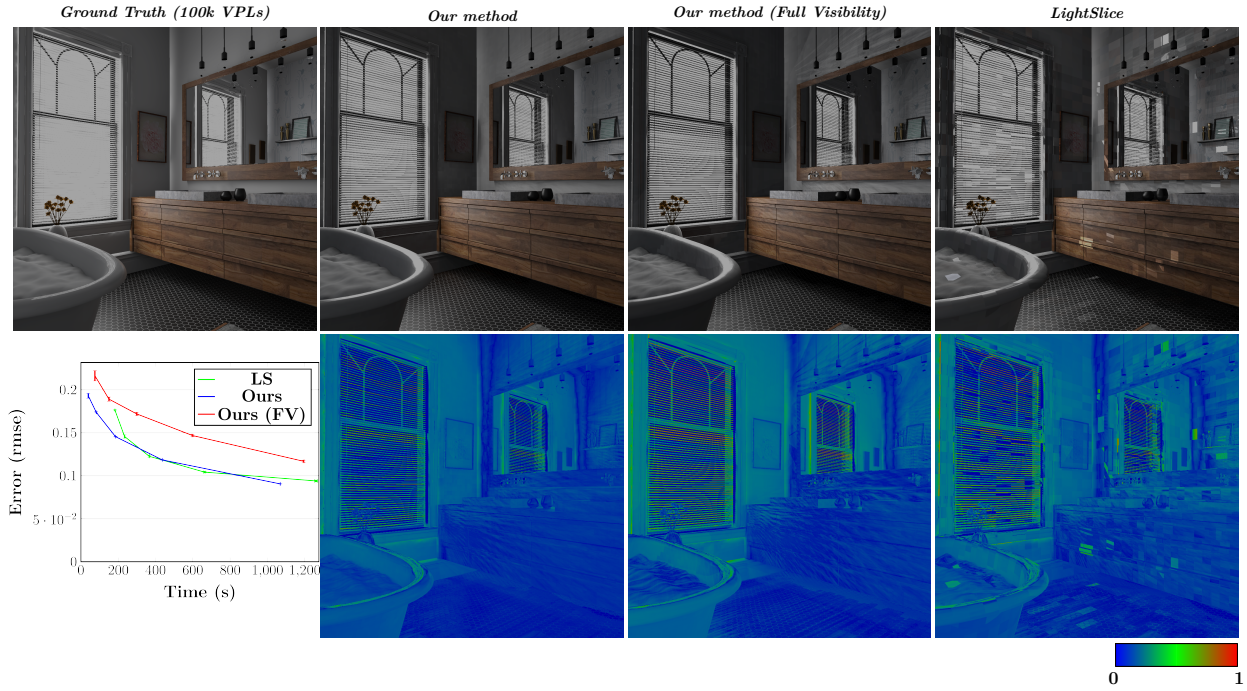 Ground Truth (100k VPLs)
Our method
Our method (Full Visibility)
LightSlice
LS
Ours
Ours (FV)
Error (rmse)
0.2
0.15
0.1
5 · 10⁻²
0
0 200 400 600 800 1,000 1,200
Time (s)
0 1